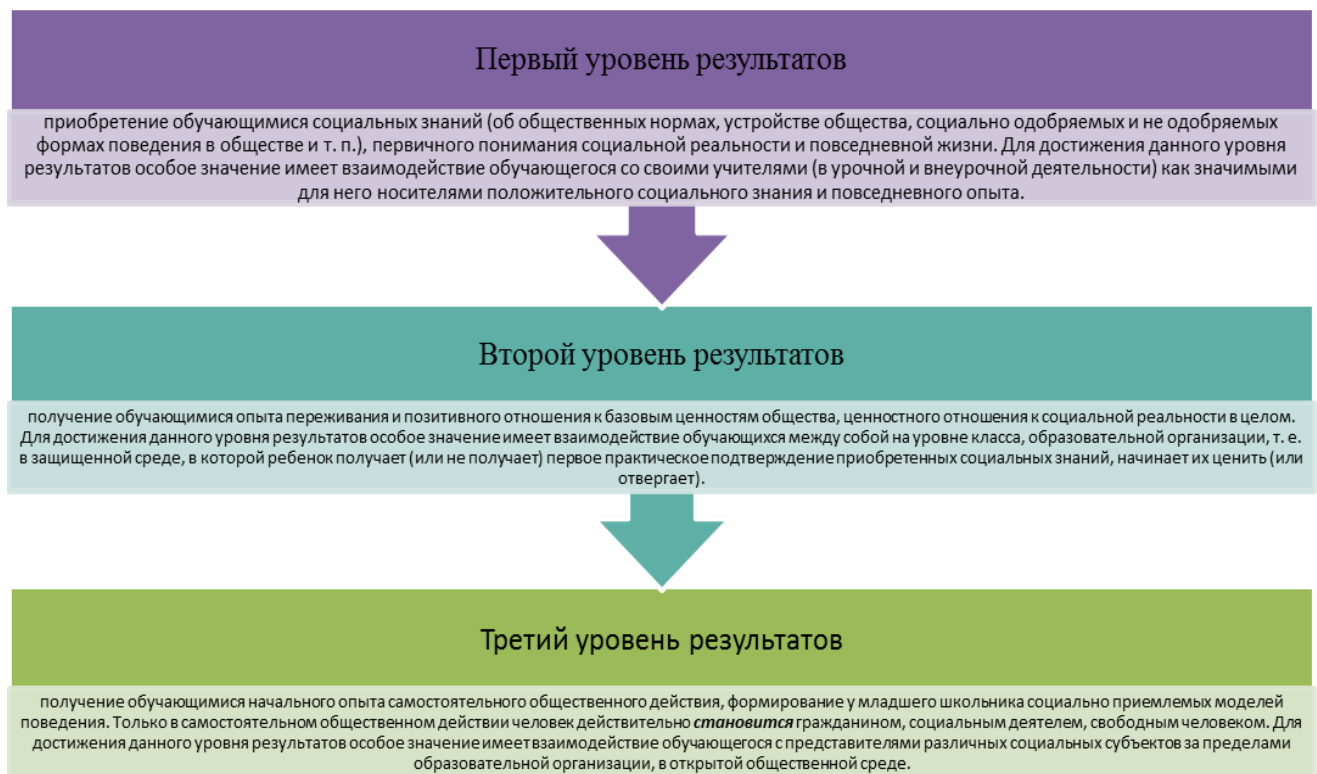 Первый уровень результатов
приобретение обучающимися социальных знаний (об общественных нормах, устройстве общества, социально одобряемых и не одобряемых
формах поведения в обществе и т. п.), первичного понимания социальной реальности и повседневной жизни. Для достижения данного уровня
результатов особое значение имеет взаимодействие обучающегося со своими учителями (в урочной и внеурочной деятельности) как значимыми
для него носителями положительного социального знания и повседневного опыта.
Второй уровень результатов
получение обучающимися опыта переживания и позитивного отношения к базовым ценностям общества, ценностного отношения к социальной реальности в целом.
Для достижения данного уровня результатов особое значение имеет взаимодействие обучающихся между собой на уровне класса, образовательной организации, т. е.
в защищенной среде, в которой ребенок получает (или не получает) первое практическое подтверждение приобретенных социальных знаний, начинает их ценить (или
отвергает).
Третий уровень результатов
получение обучающимися начального опыта самостоятельного общественного действия, формирование у младшего школьника социально приемлемых моделей
поведения. Только в самостоятельном общественном действии человек действительно становится гражданином, социальным деятелем, свободным человеком. Для
достижения данного уровня результатов особое значение имеет взаимодействие обучающегося с представителями различных социальных субъектов за пределами
образовательной организации, в открытой общественной среде.